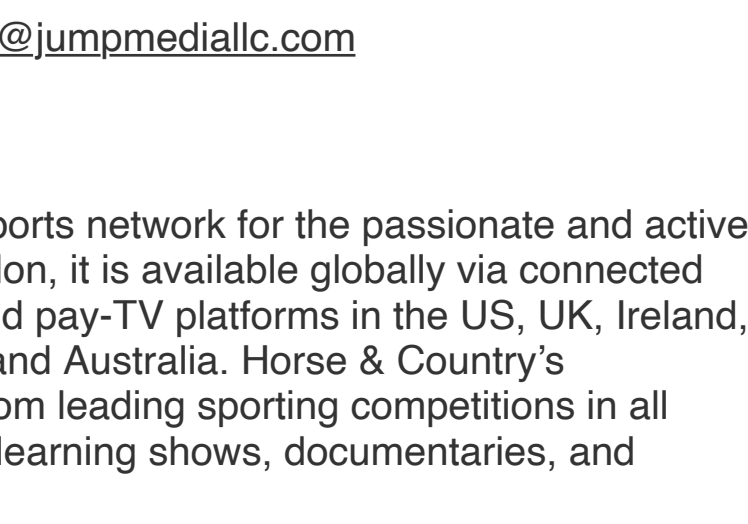 @jumpmediallc.com
ports network for the passionate and active
don, it is available globally via connected
d pay-TV platforms in the US, UK, Ireland,
and Australia. Horse & Country’s
om leading sporting competitions in all
learning shows, documentaries, and